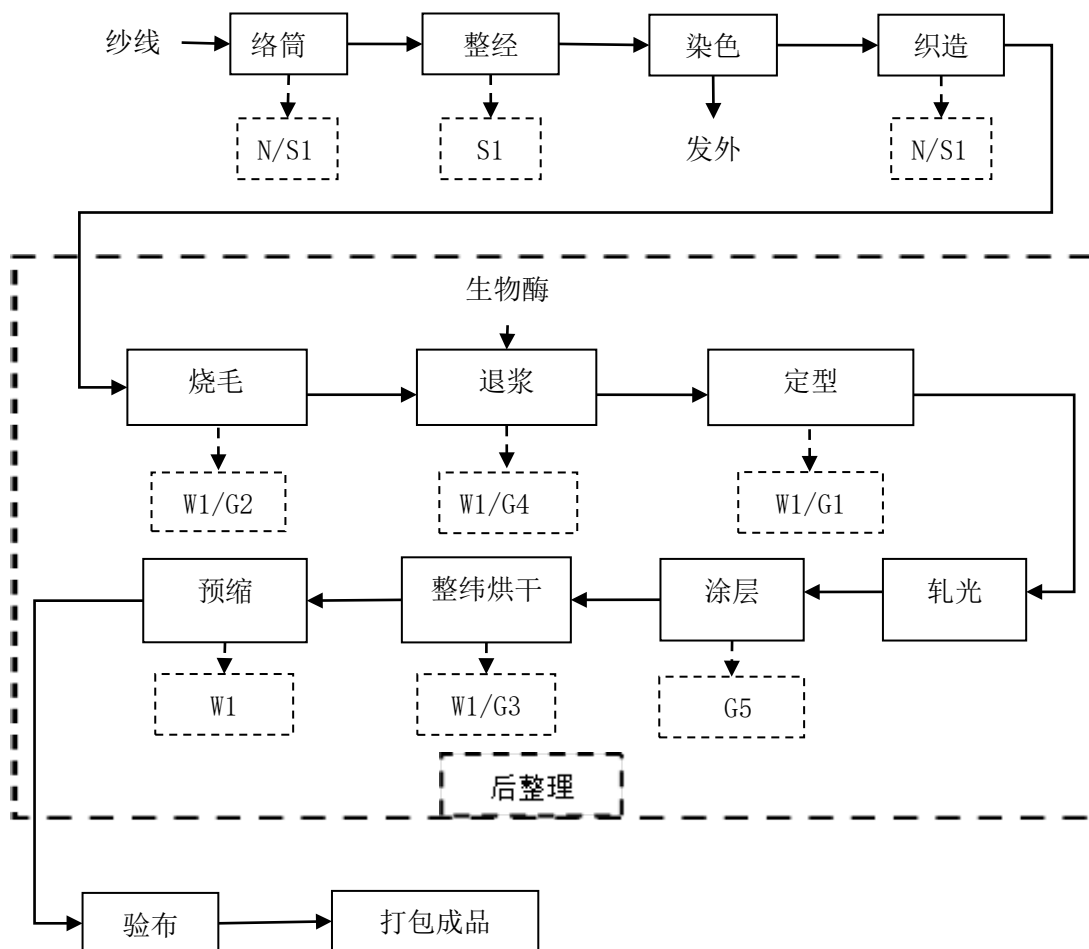 纱线 络筒 整经 染色 织造
N/S1 S1 发外 N/S1
生物酶
烧毛 退浆 定型
W1/G2 W1/G4 W1/G1
预缩 整纬烘干 涂层 轧光
W1 W1/G3 G5
后整理
验布 打包成品